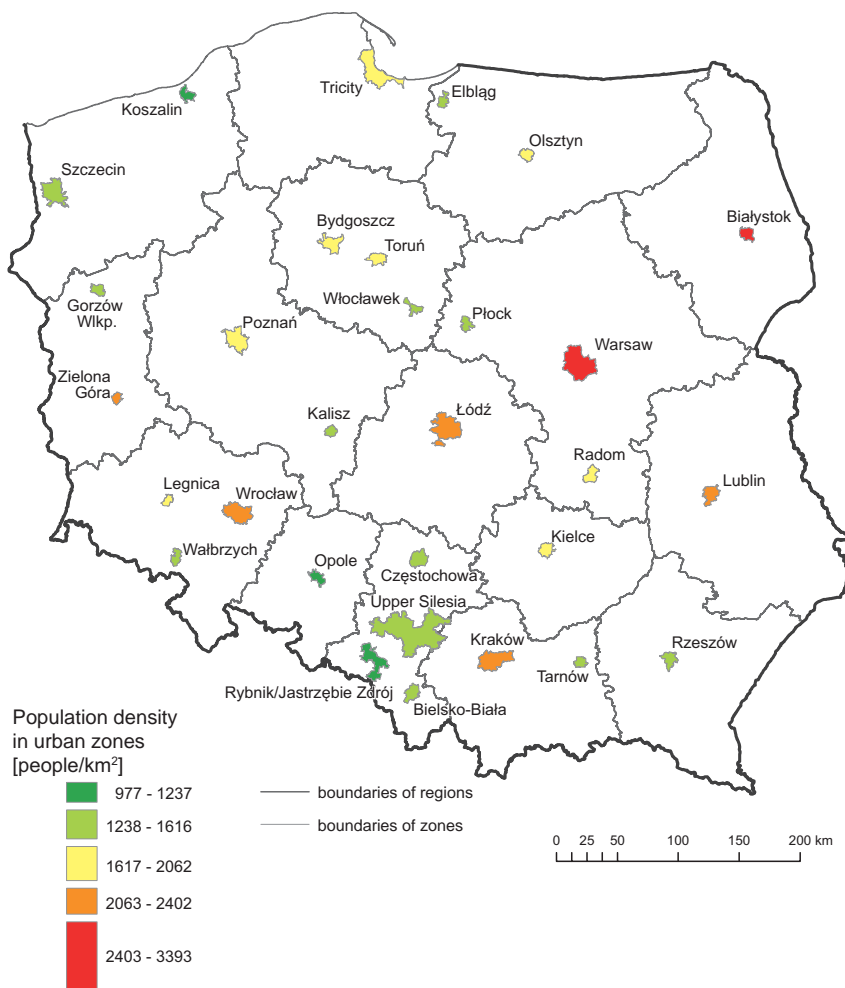 Tricity
Elbląg
Koszalin
Olsztyn
Szczecin
Białystok
Bydgoszcz
Toruń
Włocławek
Gorzów
Wlkp.
Płock
Poznań
Warsaw
Zielona
Góra
Kalisz
Łódź
Radom
Legnica
Wrocław
Lublin
Kielce
Wałbrzych
Opole
Częstochowa
Upper Silesia
Kraków
Rzeszów
Tarnów
Rybnik/Jastrzębie Zdrój
Bielsko-Biała
Population density
in urban zones
[people/km²]
977 - 1237
1238 - 1616
1617 - 2062
2063 - 2402
2403 - 3393
boundaries of regions
boundaries of zones
0 25 50 100 150 200 km